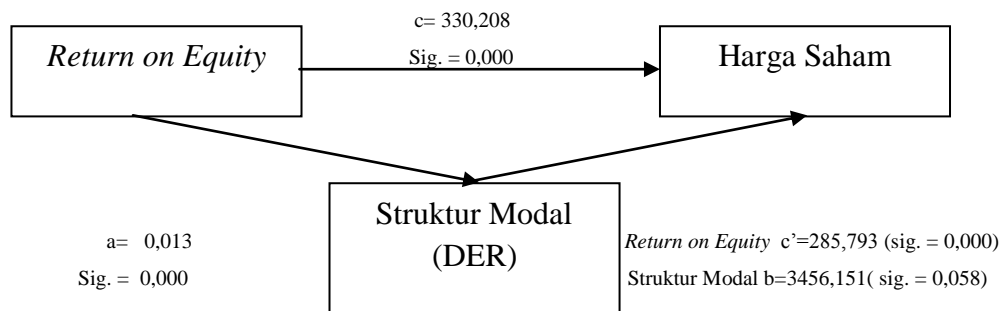 c= 330,208
Return on Equity
Sig. = 0,000
Harga Saham
Struktur Modal
(DER)
a= 0,013
Sig. = 0,000
Return on Equity c’=285,793 (sig. = 0,000)
Struktur Modal b=3456,151( sig. = 0,058)